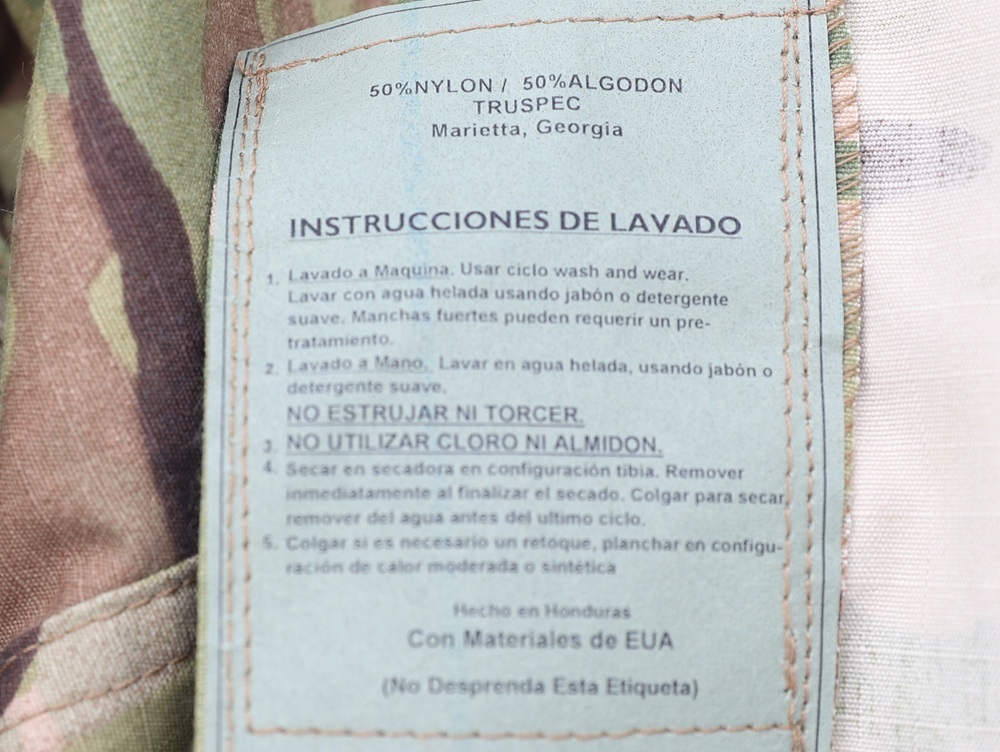 50%NYLON / 50%ALGODON
TRUSPEC
Marietta, Georgia
INSTRUCCIONES DE LAVADO
1. Lavado a Maquina. Usar ciclo wash and wear.
Lavar con agua helada usando jabón o detergente
suave. Manchas fuertes pueden requerir un pre-
tratamiento.
2. Lavado a Mano. Lavar en agua helada, usando jabón o
detergente suave.
NO ESTRUJAR NI TORCER.
3. NO UTILIZAR CLORO NI ALMIDON.
4. Secar en secadora en configuración tibia. Remover
inmediatamente al finalizar el secado. Colgar para secar,
remover del agua antes del ultimo ciclo.
5. Colgar si es necesario un retoque, planchar en configu-
ración de calor moderada o sintética
Hecho en Honduras
Con Materiales de EUA
(No Desprenda Esta Etiqueta)